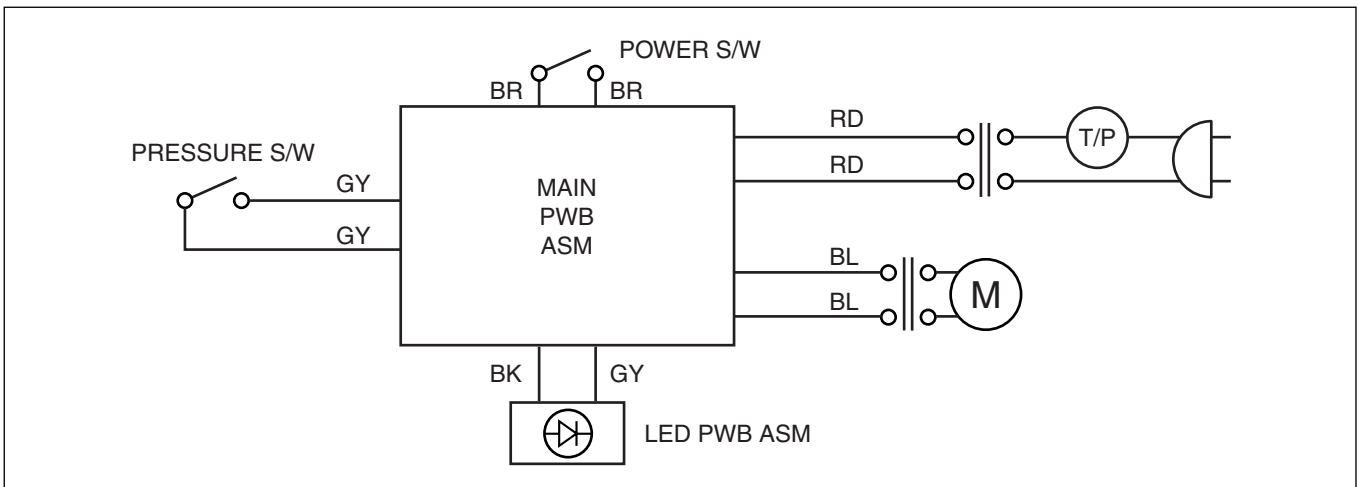 POWER S/W
BR BR
RD
T/P
PRESSURE S/W
RD
GY
MAIN
PWB
ASM
GY
BL
M
BL
BK GY
LED PWB ASM